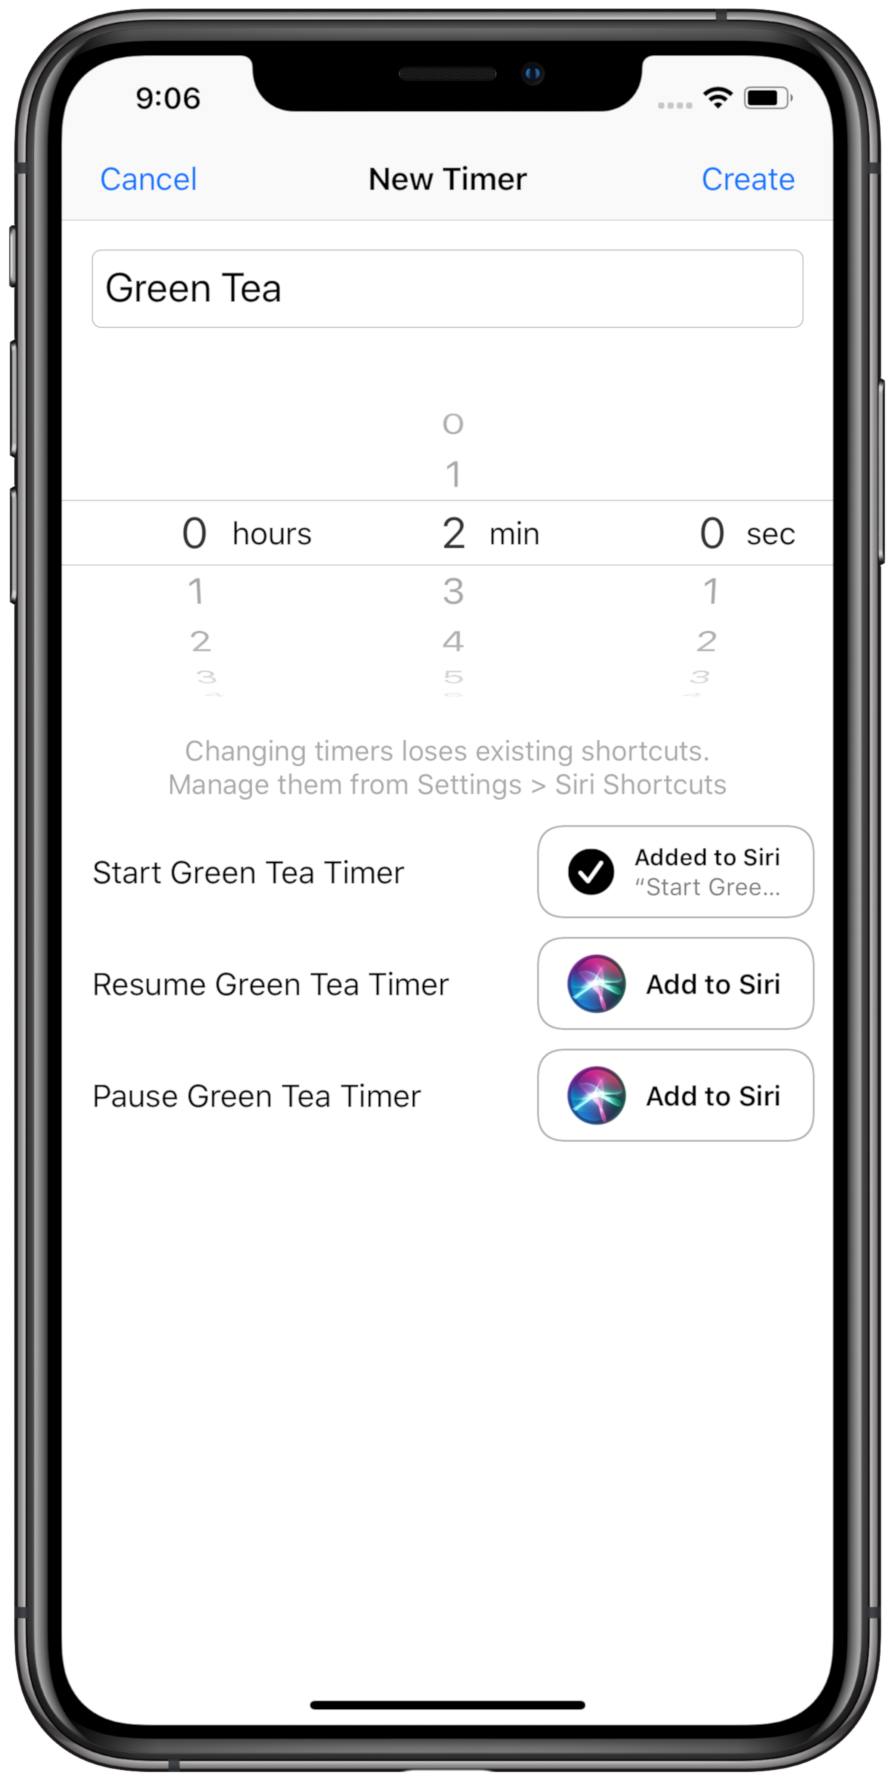 9:06
Cancel New Timer Create
Green Tea
0
1
0 hours 2 min 0 sec
1 3 1
2 4 2
3 5 3
Changing timers loses existing shortcuts.
Manage them from Settings > Siri Shortcuts
Start Green Tea Timer
Added to Siri
“Start Gree...
Resume Green Tea Timer Add to Siri
Pause Green Tea Timer Add to Siri